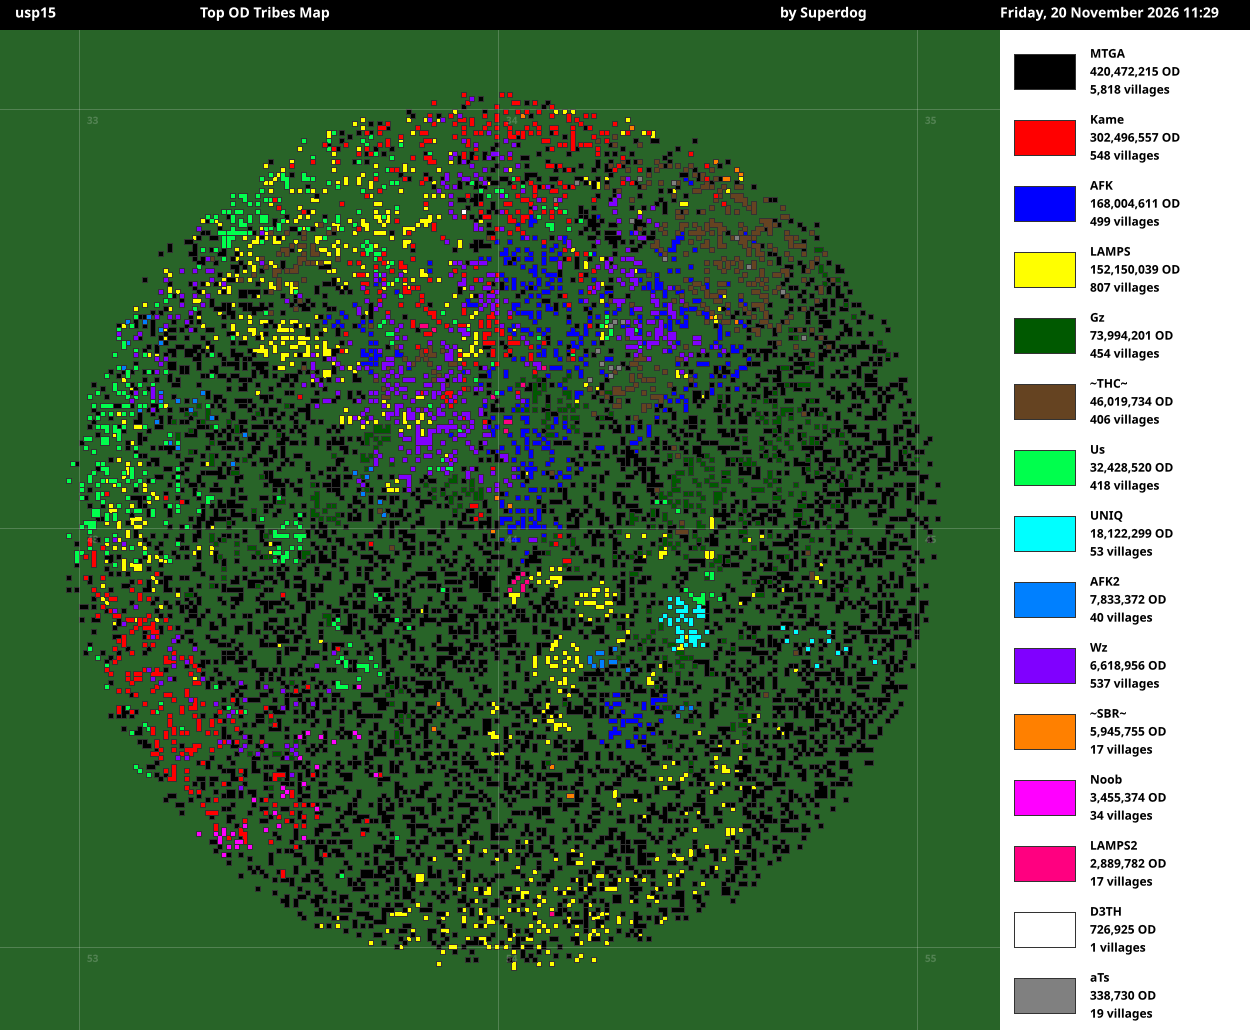 usp15 Top OD Tribes Map by Superdog Friday, 20 November 2026 11:29
MTGA
420,472,215 OD
5,818 villages
Kame
302,496,557 OD
548 villages
AFK
168,004,611 OD
499 villages
LAMPS
152,150,039 OD
807 villages
Gz
73,994,201 OD
454 villages
~THC~
46,019,734 OD
406 villages
Us
32,428,520 OD
418 villages
UNIQ
18,122,299 OD
53 villages
AFK2
7,833,372 OD
40 villages
Wz
6,618,956 OD
537 villages
~SBR~
5,945,755 OD
17 villages
Noob
3,455,374 OD
34 villages
LAMPS2
2,889,782 OD
17 villages
D3TH
726,925 OD
1 villages
aTs
338,730 OD
19 villages
33 34 35
53 55